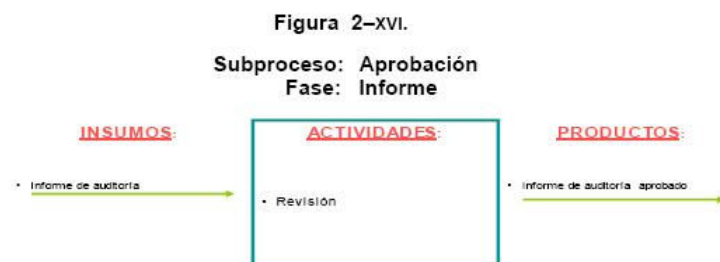 Figura 2–XVI.
Subproceso: Aprobación
Fase: Informe
INSUMOS:
ACTIVIDADES:
PRODUCTOS:
• Informe de auditoría
• Revisión
• Informe de auditoría aprobado